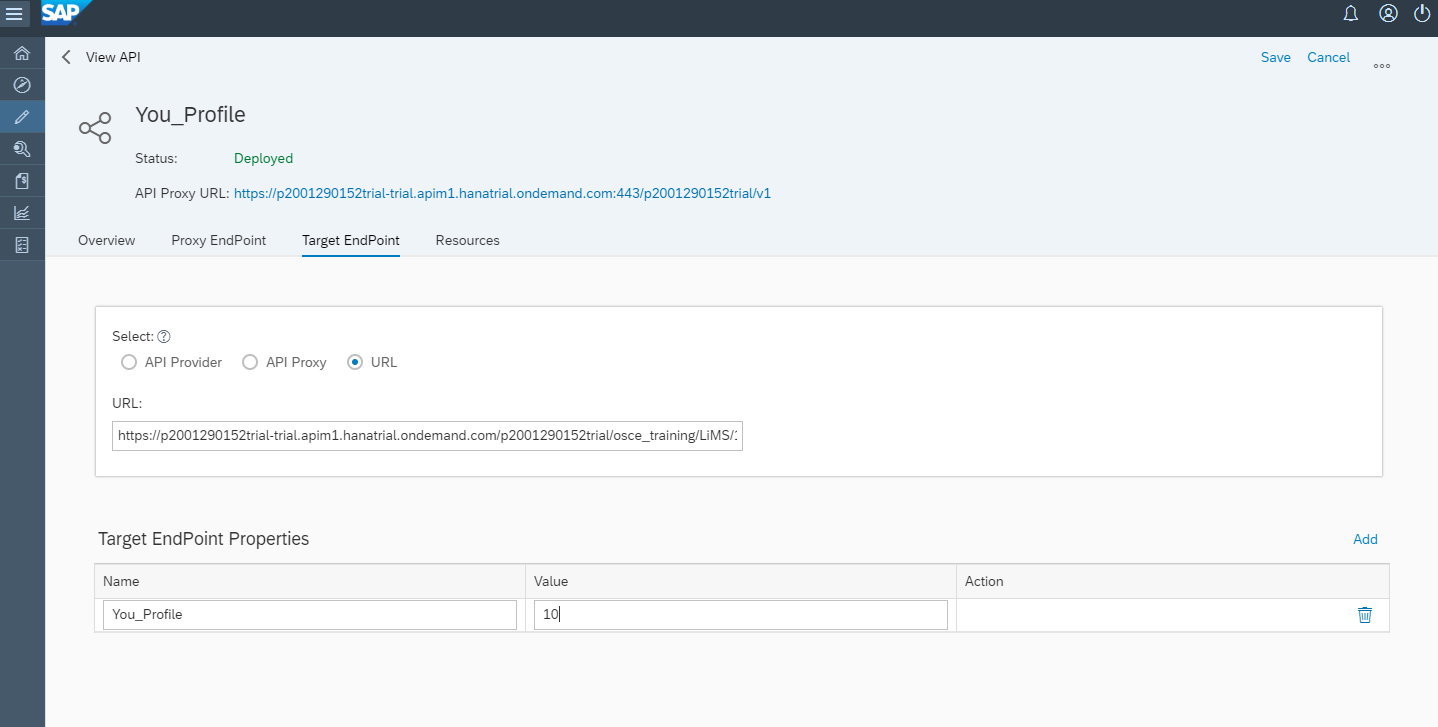 SAP
View API
Save Cancel
You_Profile
Status: Deployed
API Proxy URL: https://p2001290152trial-trial.apim1.hanatrial.ondemand.com:443/p2001290152trial/v1
Overview Proxy EndPoint Target EndPoint Resources
Select:
API Provider API Proxy URL
URL:
https://p2001290152trial-trial.apim1.hanatrial.ondemand.com/p2001290152trial/osce_training/LiMS/
Target EndPoint Properties Add
Name Value Action
You_Profile 10